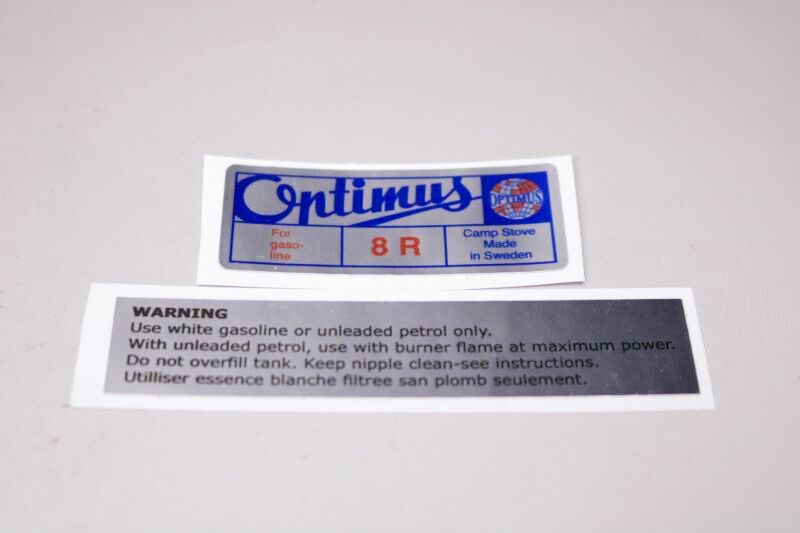 Optimus
OPTIMUS
For
gaso-
line
8 R
Camp Stove
Made
in Sweden
WARNING
Use white gasoline or unleaded petrol only.
With unleaded petrol, use with burner flame at maximum power.
Do not overfill tank. Keep nipple clean-see instructions.
Utilliser essence blanche filtree san plomb seulement.